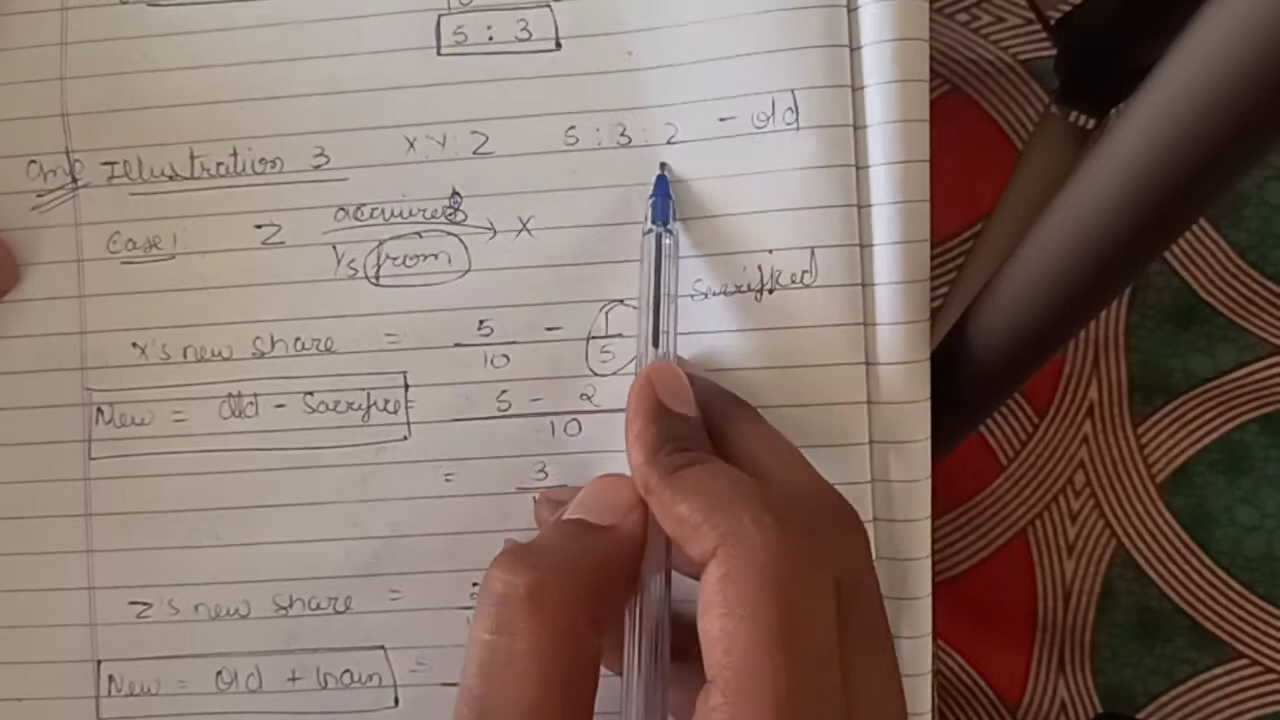 5 : 3
X:Y:Z 5:3:2 - old
Imp Illustration 3
Case 1 Z acquires X
1/5 from
X's new share = 5/10 - 1/5 sacrificed
New = Old - Sacrifice = 5 - 2
10
= 3
Z's new share =
New = Old + Gain =